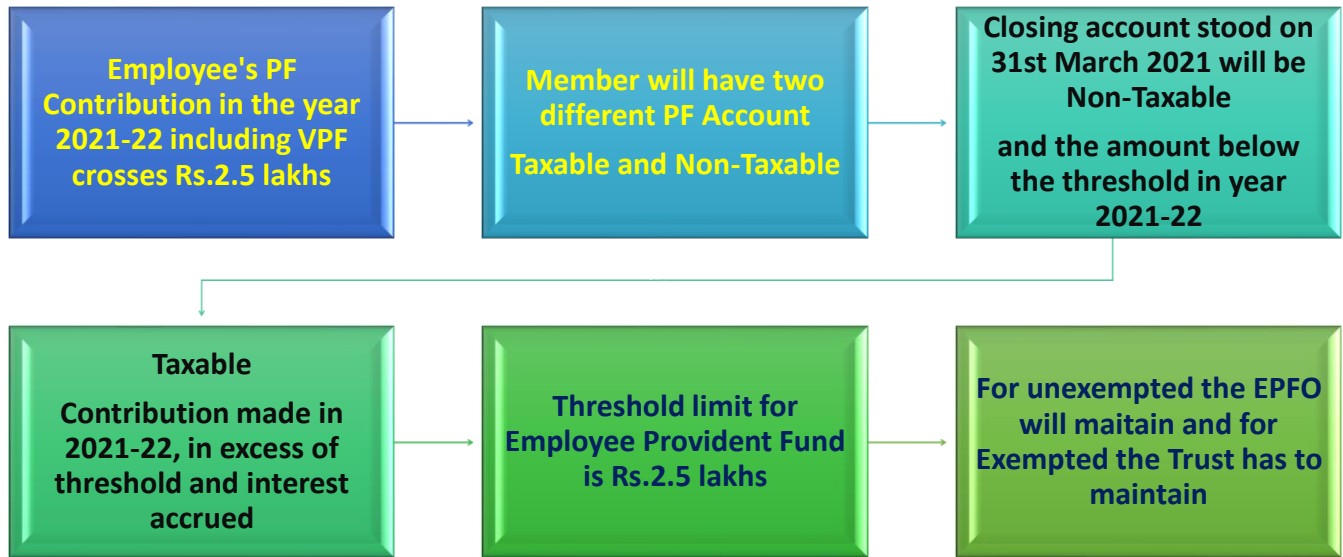 Employee's PF
Contribution in the year
2021-22 including VPF
crosses Rs.2.5 lakhs
Member will have two
different PF Account
Taxable and Non-Taxable
Closing account stood on
31st March 2021 will be
Non-Taxable
and the amount below
the threshold in year
2021-22
Taxable
Contribution made in
2021-22, in excess of
threshold and interest
accrued
Threshold limit for
Employee Provident Fund
is Rs.2.5 lakhs
For unexempted the EPFO
will maitain and for
Exempted the Trust has to
maintain